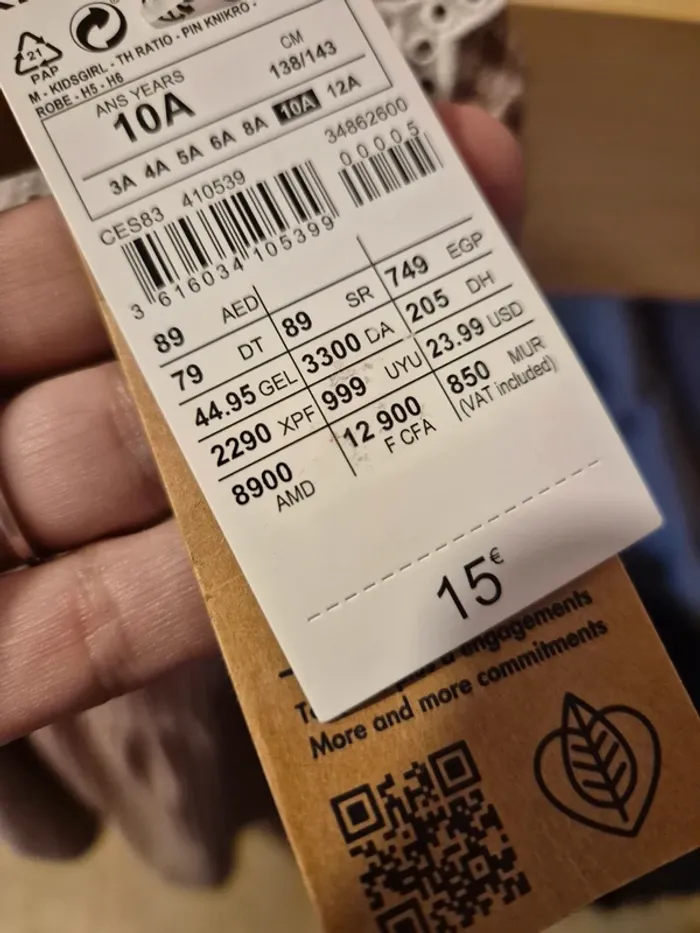 21
PAP
M - KIDSGIRL - TH RATIO - PIN KNIKRO -
ROBE - H5 - H6
ANS YEARS
10A
CM
138/143
3A 4A 5A 6A 8A 10A 12A
CES83 410539
34862600
00005
3 616034 105399
89 AED
89 SR
749 EGP
79 DT
3300 DA
205 DH
44.95 GEL
999 UYU
23.99 USD
2290 XPF
12 900 F CFA
850 MUR
(VAT included)
8900 AMD
15€
d'engagements
More and more commitments